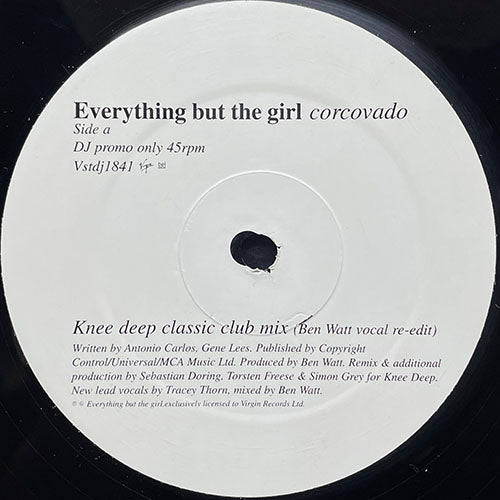 Everything but the girl corcovado
Side a
DJ promo only 45rpm
Vstdj1841 Virgin
Knee deep classic club mix (Ben Watt vocal re-edit)
Written by Antonio Carlos, Gene Lees. Published by Copyright
Control/Universal/MCA Music Ltd. Produced by Ben Watt. Remix & additional
production by Sebastian Doring, Torsten Freese & Simon Grey for Knee Deep.
New lead vocals by Tracey Thorn, mixed by Ben Watt.
℗ © Everything but the girl.exclusively licensed to Virgin Records Ltd.